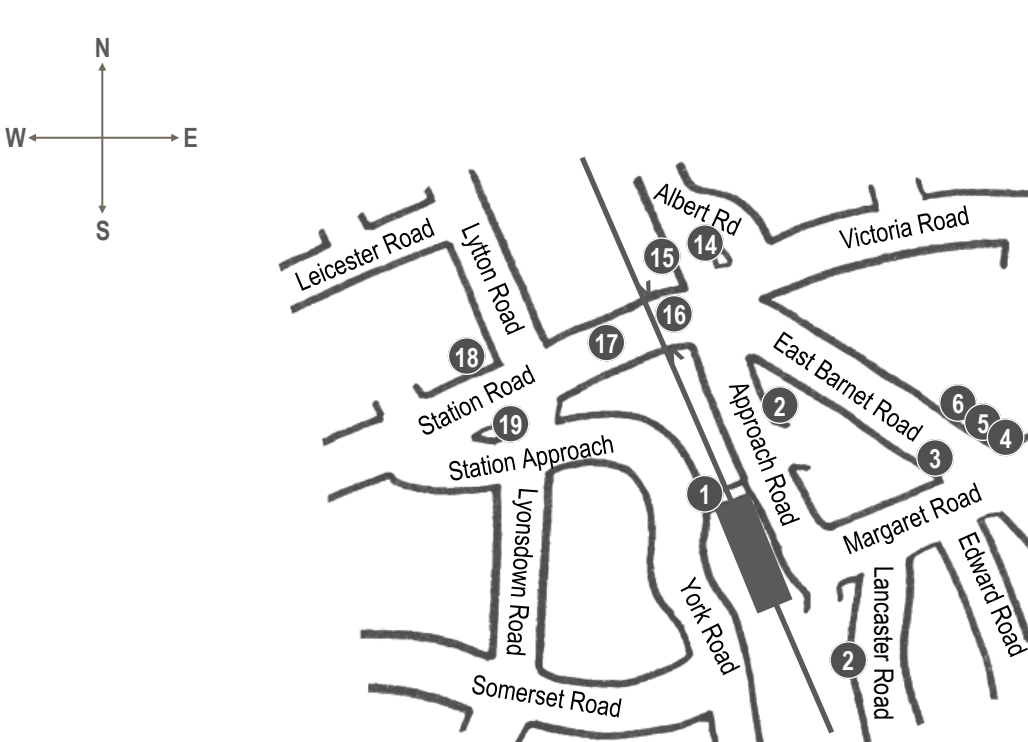 N
W
E
S
Albert Rd
Victoria Road
Leicester Road
Lytton Road
14
15
16
17
18
East Barnet Road
Station Road
Approach Road
2
6
5
4
19
3
Station Approach
1
Margaret Road
Lyonsdown Road
Edward Road
York Road
Lancaster Road
2
Somerset Road